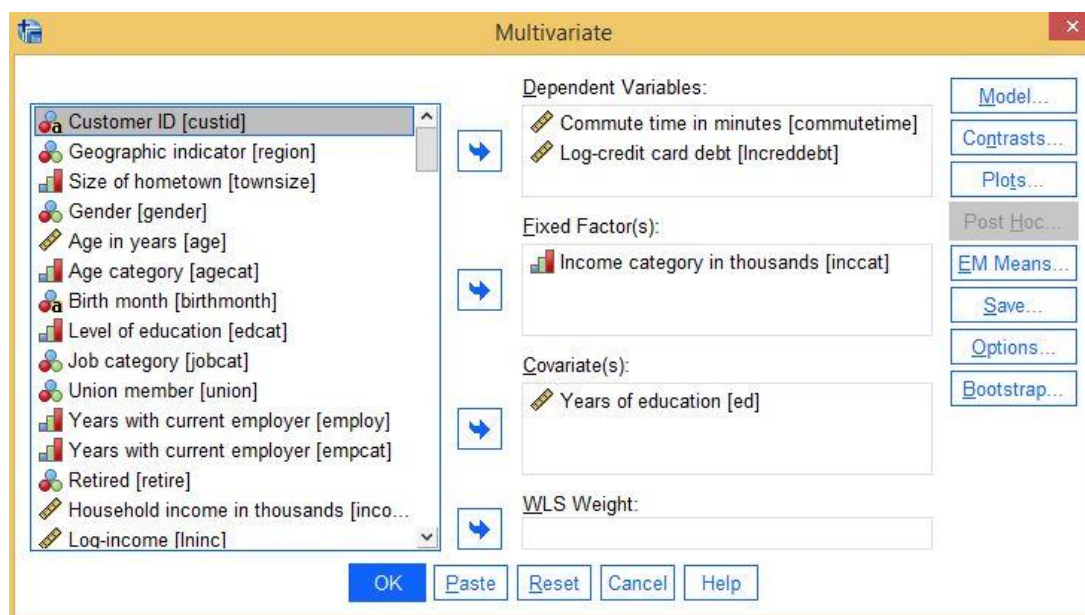 Multivariate
Customer ID [custid]
Geographic indicator [region]
Size of hometown [townsize]
Gender [gender]
Age in years [age]
Age category [agecat]
Birth month [birthmonth]
Level of education [edcat]
Job category [jobcat]
Union member [union]
Years with current employer [employ]
Years with current employer [empcat]
Retired [retire]
Household income in thousands [inco...
Log-income [lninc]
Dependent Variables:
Commute time in minutes [commutetime]
Log-credit card debt [lncreddebt]
Fixed Factor(s):
Income category in thousands [inccat]
Covariate(s):
Years of education [ed]
WLS Weight:
Model...
Contrasts...
Plots...
Post Hoc...
EM Means...
Save...
Options...
Bootstrap...
OK
Paste
Reset
Cancel
Help